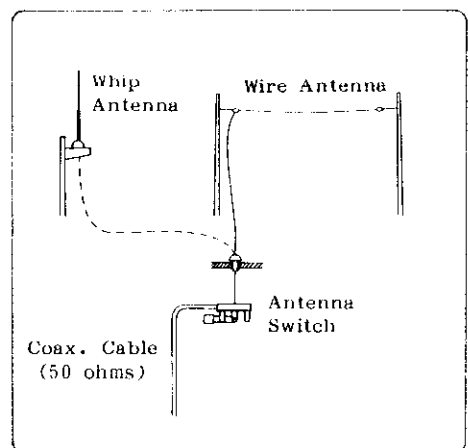 Whip
Antenna
Wire Antenna
Antenna
Switch
Coax. Cable
(50 ohms)